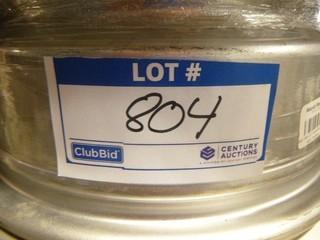 LOT #
804
ClubBid
CENTURY
AUCTIONS